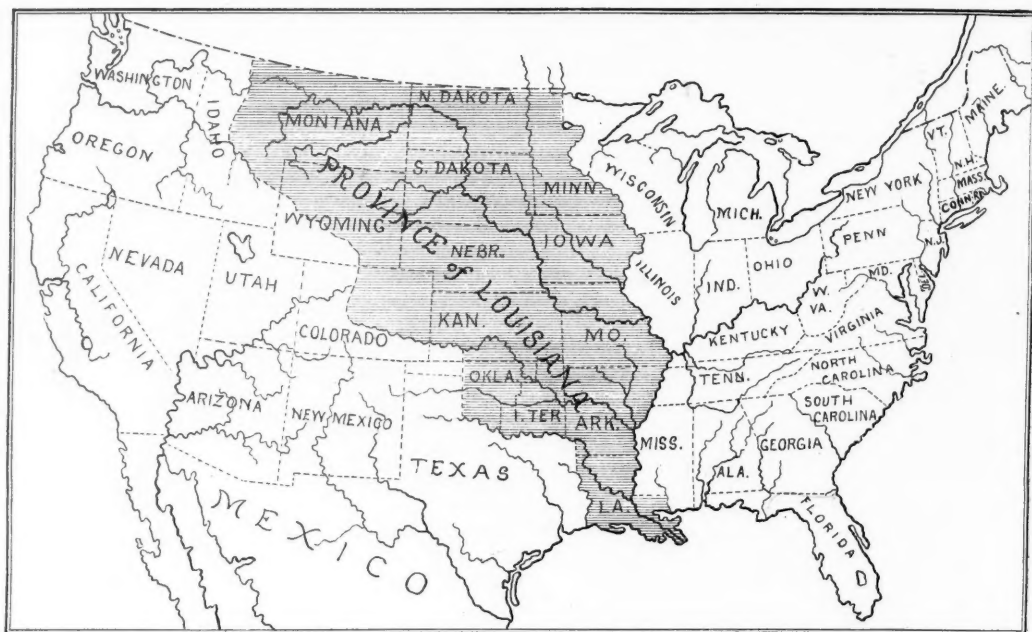 WASHINGTON
IDAHO
OREGON
MONTANA
N. DAKOTA
S. DAKOTA
MINN.
WISCONSIN
MICH.
MAINE.
VT.
N.H.
MASS.
CONN.
R.I.
NEW YORK
WYOMING
PROVINCE of LOUISIANA
NEBR.
IOWA
NEVADA
UTAH
CALIFORNIA
COLORADO
KAN.
MO.
ILLINOIS
IND.
OHIO
PENN
N.J.
MD.
DEL.
W.
VA.
VIRGINIA
KENTUCKY
TENN.
NORTH
CAROLINA
SOUTH
CAROLINA
ARIZONA
NEW MEXICO
OKLA.
I. TER
ARK.
MISS.
ALA.
GEORGIA
TEXAS
LA.
FLORIDA
MEXICO